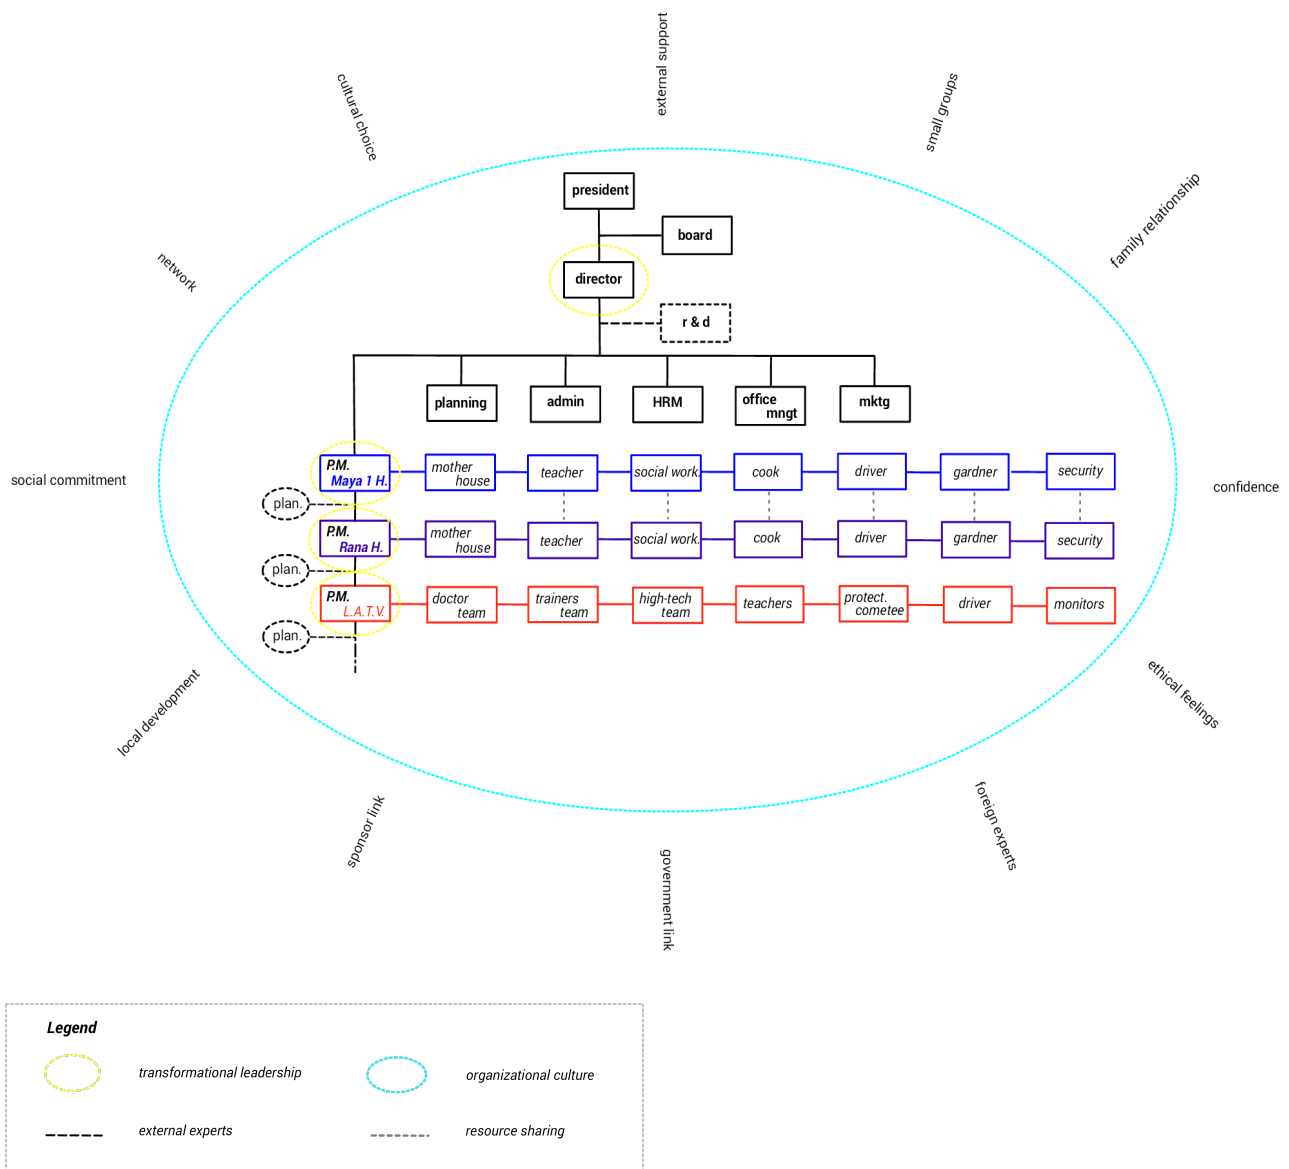 external support
cultural choice
small groups
family relationship
network
president
board
director
r & d
planning
admin
HRM
office
mngt
mktg
social commitment
confidence
P.M.
Maya 1 H.
mother
house
teacher
social work.
cook
driver
gardner
security
plan.
P.M.
Rana H.
mother
house
teacher
social work.
cook
driver
gardner
security
plan.
P.M.
L.A.T.V.
doctor
team
trainers
team
high-tech
team
teachers
protect.
cometee
driver
monitors
plan.
local development
ethical feelings
sponsor link
foreign experts
government link
Legend
transformational leadership
organizational culture
external experts
resource sharing